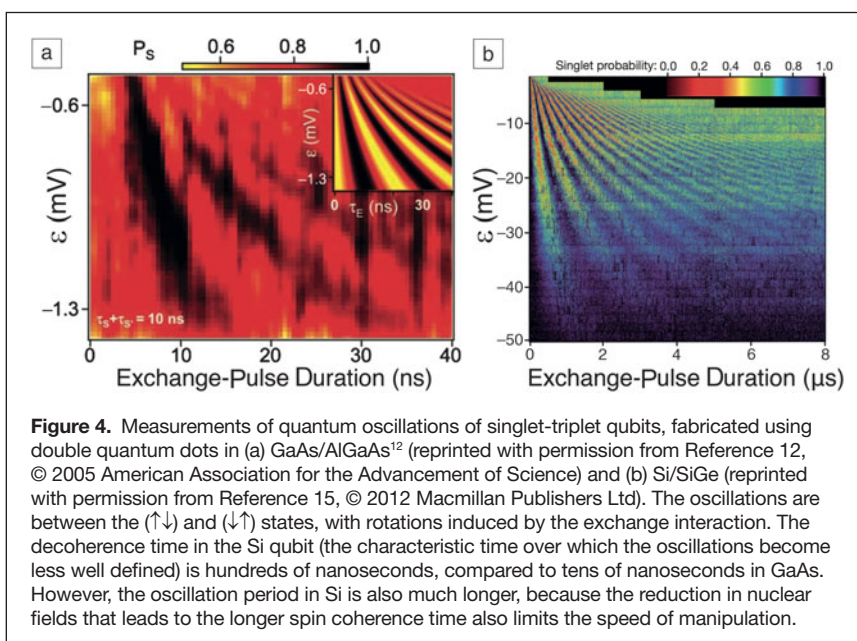 a
P_S
0.6 0.8 1.0
b
Singlet probability: 0.0 0.2 0.4 0.6 0.8 1.0
ε (mV)
−0.6
−1.3
−0.6
ε (mV)
−1.3
0 τ_E (ns) 30
τ_S+τ_S' = 10 ns
0 10 20 30 40
Exchange-Pulse Duration (ns)
ε (mV)
−10
−20
−30
−40
−50
0 2 4 6 8
Exchange-Pulse Duration (μs)
Figure 4. Measurements of quantum oscillations of singlet-triplet qubits, fabricated using
double quantum dots in (a) GaAs/AlGaAs¹² (reprinted with permission from Reference 12,
© 2005 American Association for the Advancement of Science) and (b) Si/SiGe (reprinted
with permission from Reference 15, © 2012 Macmillan Publishers Ltd). The oscillations are
between the (↑↓) and (↓↑) states, with rotations induced by the exchange interaction. The
decoherence time in the Si qubit (the characteristic time over which the oscillations become
less well defined) is hundreds of nanoseconds, compared to tens of nanoseconds in GaAs.
However, the oscillation period in Si is also much longer, because the reduction in nuclear
fields that leads to the longer spin coherence time also limits the speed of manipulation.